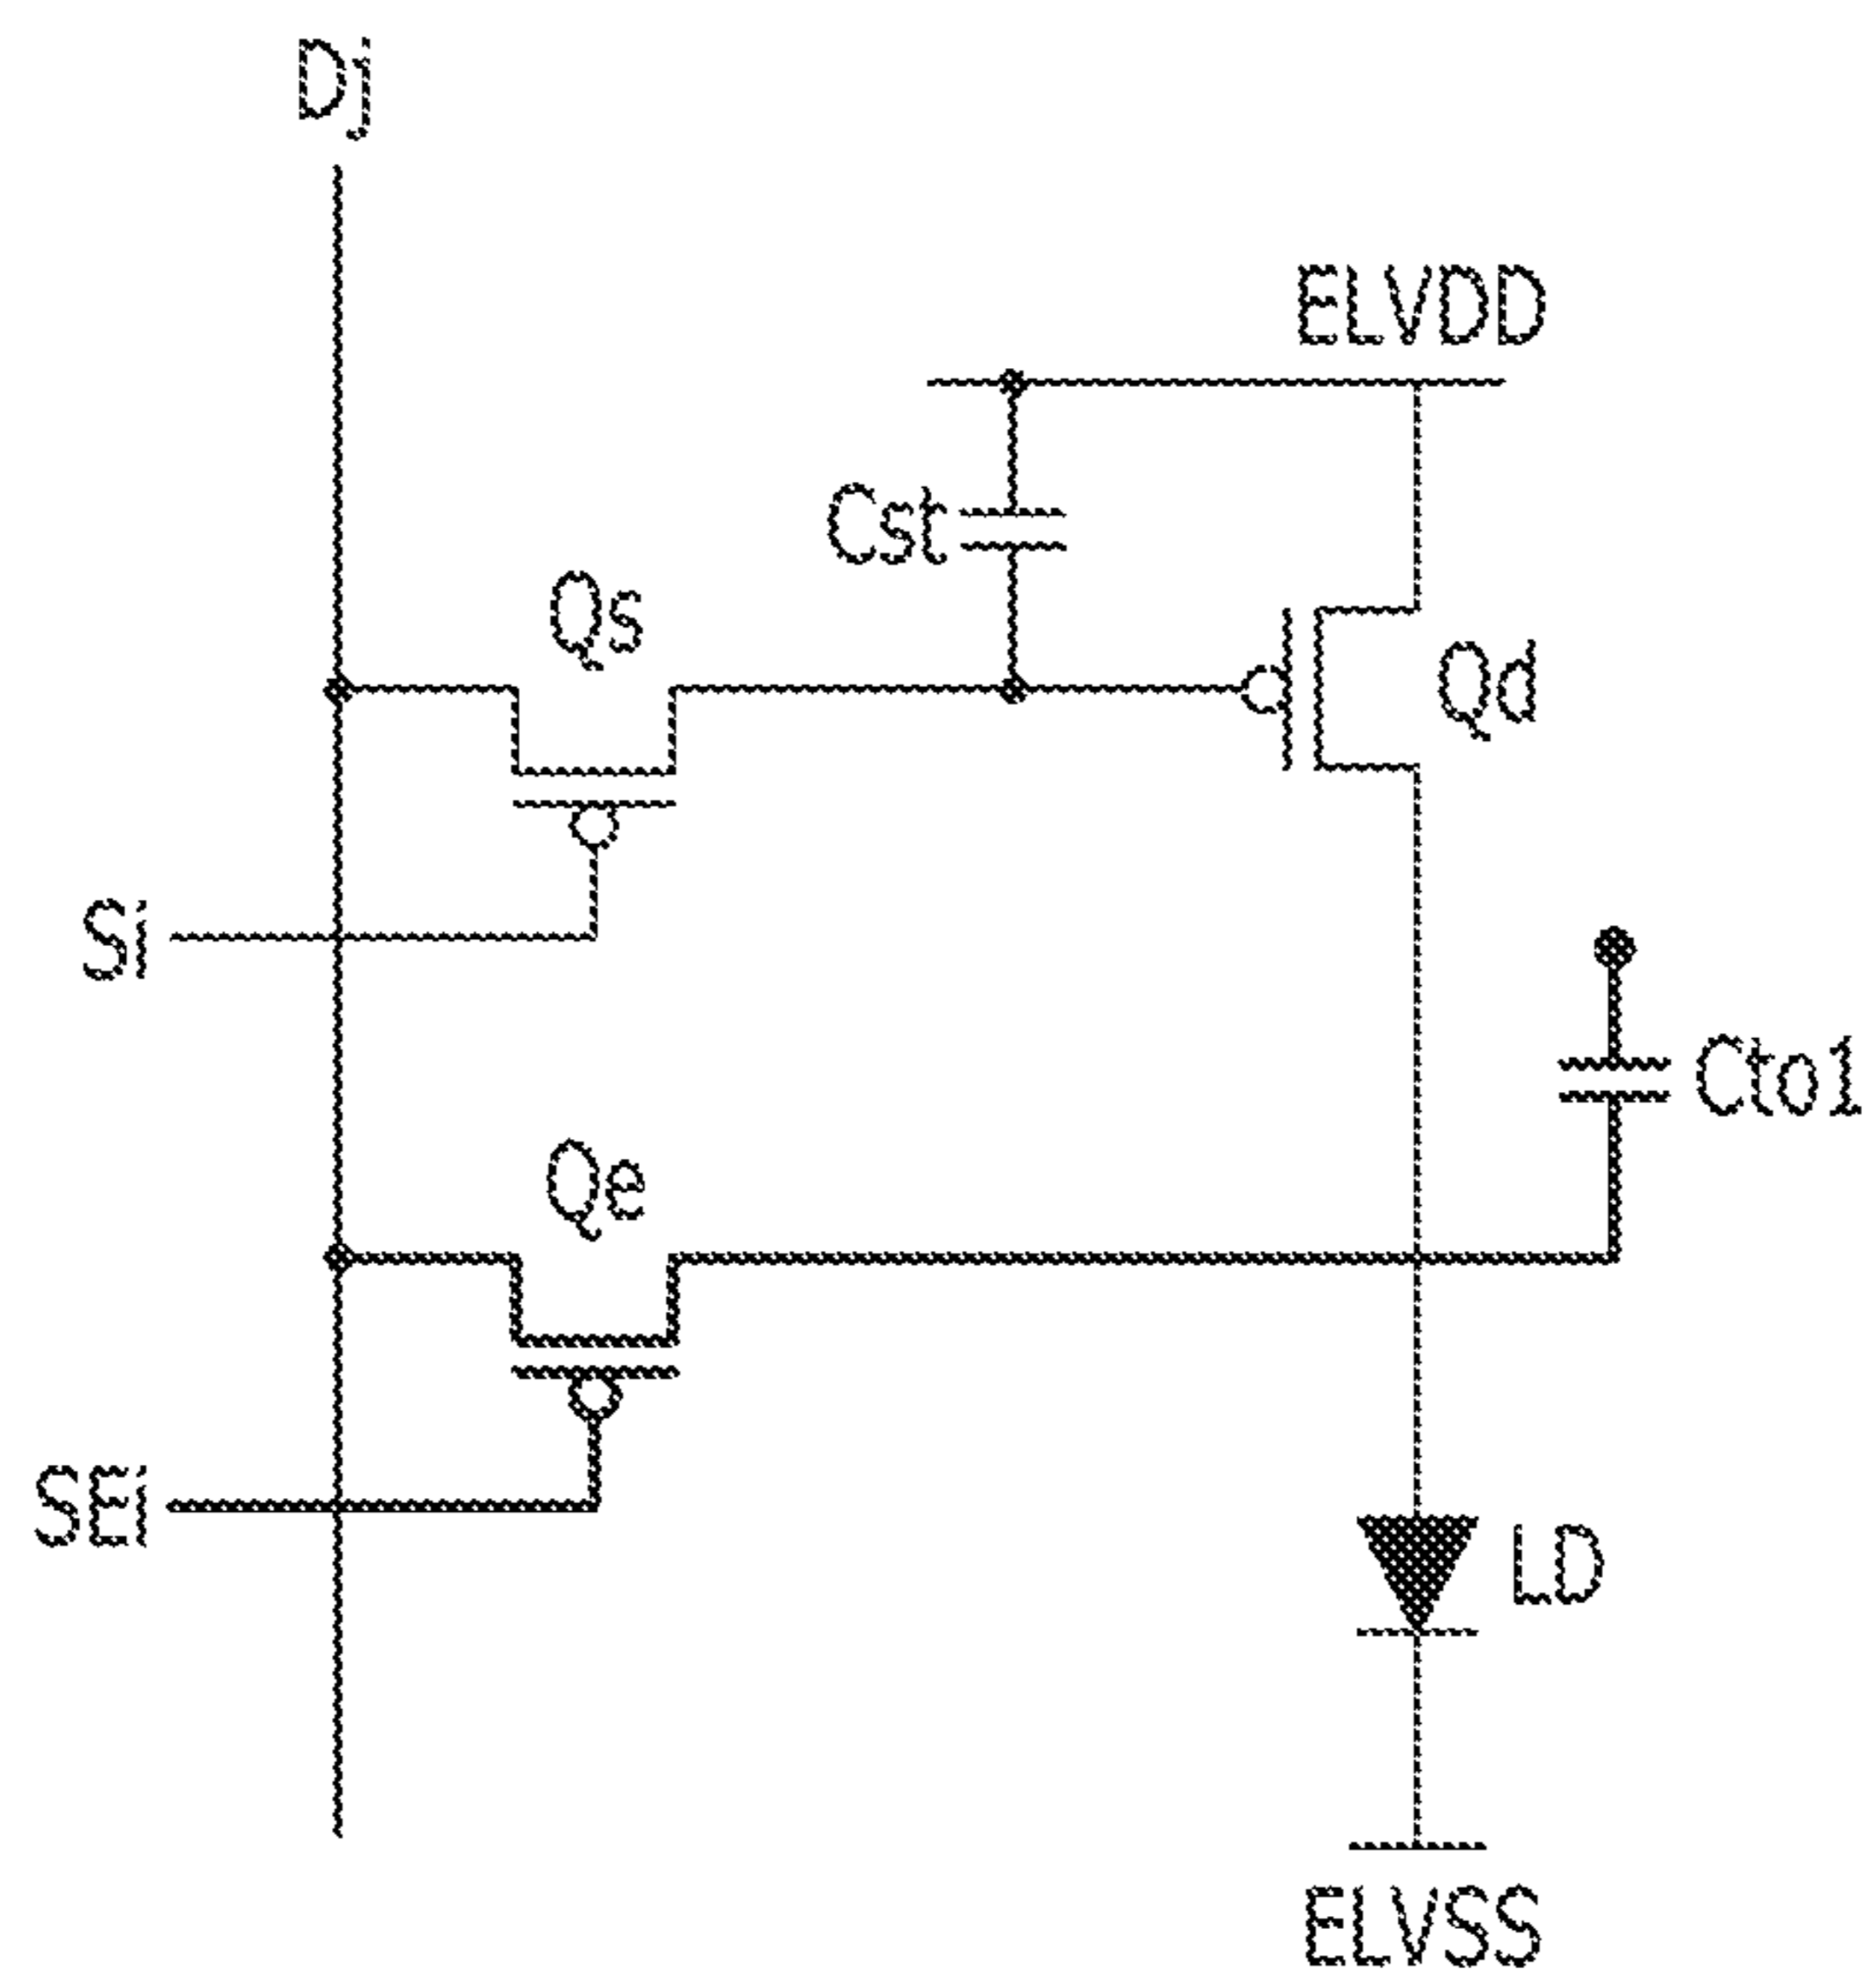 Dj
ELVDD
Cst
Qs
Qd
Si
Cto1
Qe
SEi
LD
ELVSS